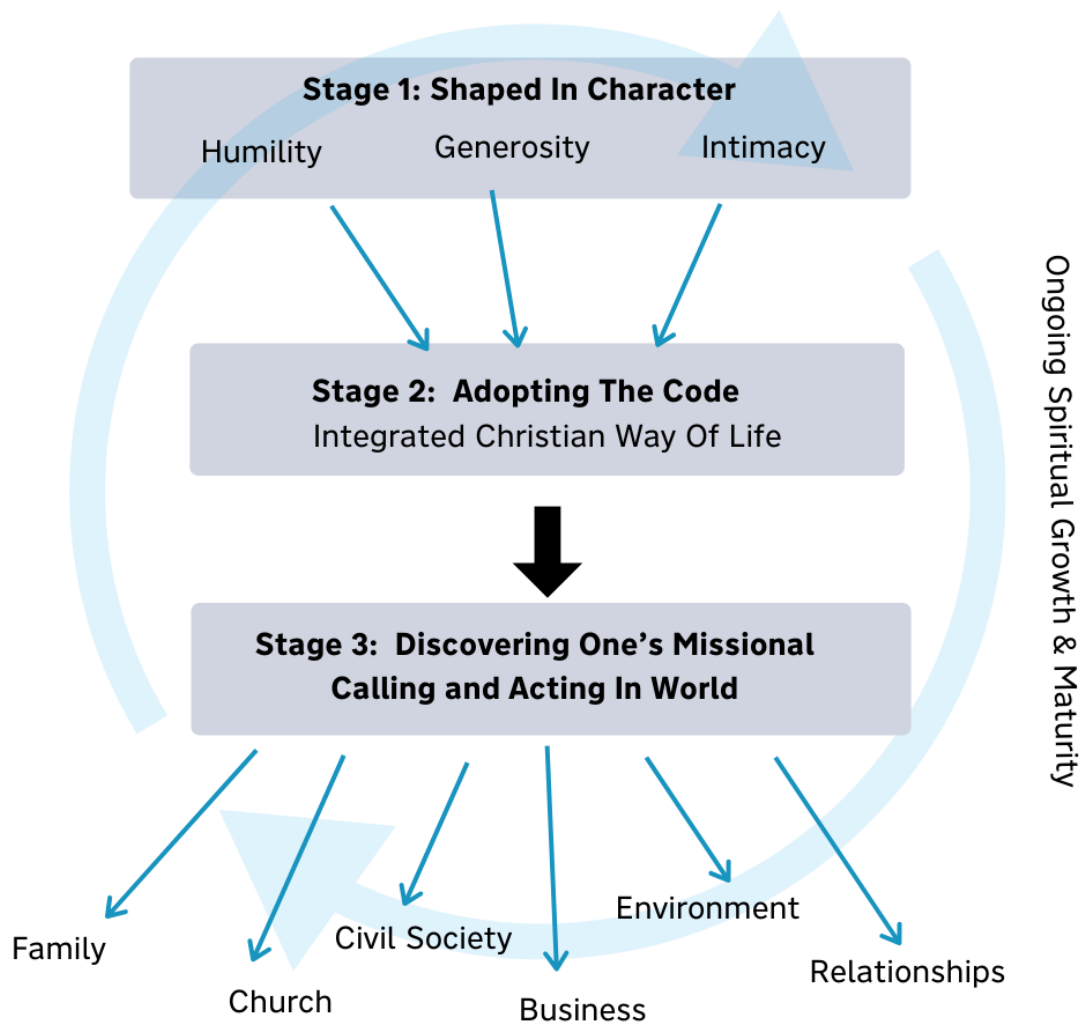 Stage 1: Shaped In Character
Humility
Generosity
Intimacy
Stage 2:  Adopting The Code
Integrated Christian Way Of Life
Stage 3:  Discovering One’s Missional
Calling and Acting In World
Ongoing Spiritual Growth & Maturity
Family
Church
Civil Society
Business
Environment
Relationships